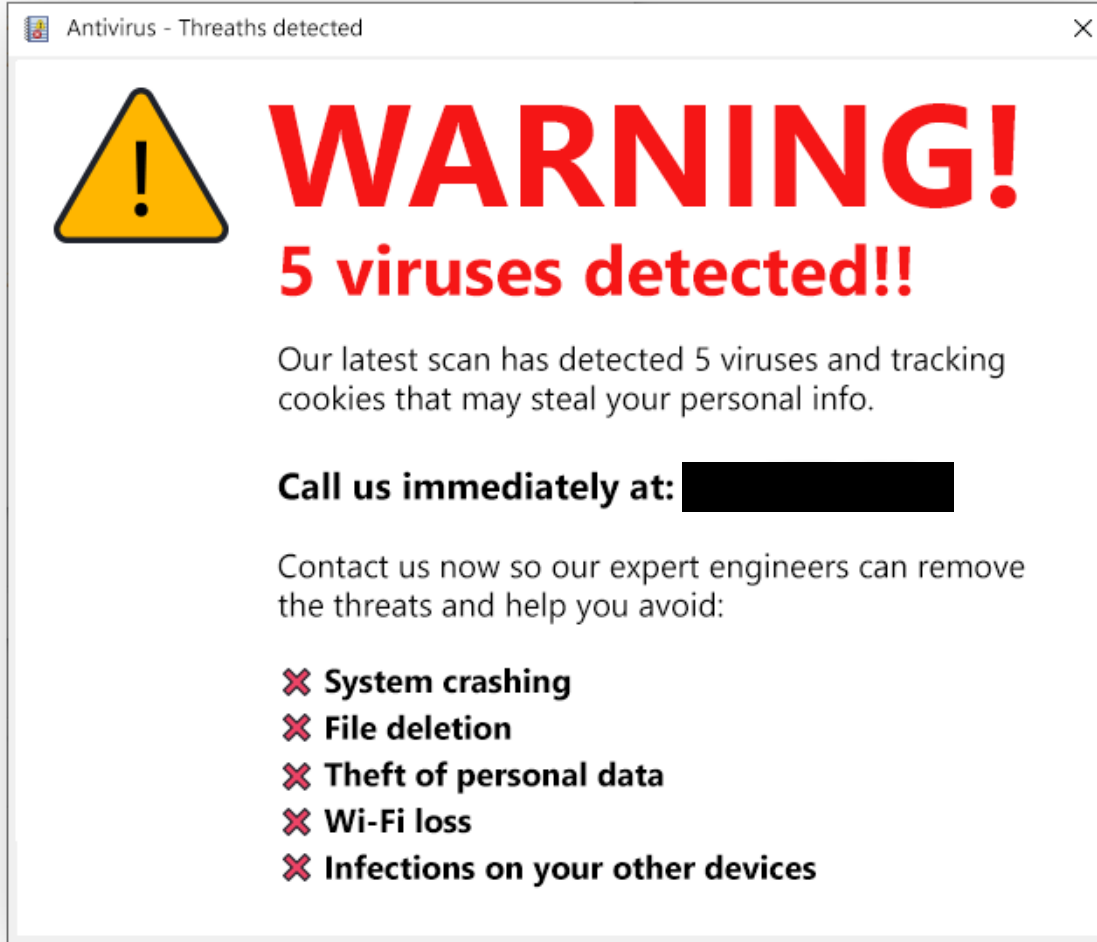 Antivirus - Threaths detected
WARNING!
5 viruses detected!!
Our latest scan has detected 5 viruses and tracking
cookies that may steal your personal info.
Call us immediately at:
Contact us now so our expert engineers can remove
the threats and help you avoid:
System crashing
File deletion
Theft of personal data
Wi-Fi loss
Infections on your other devices